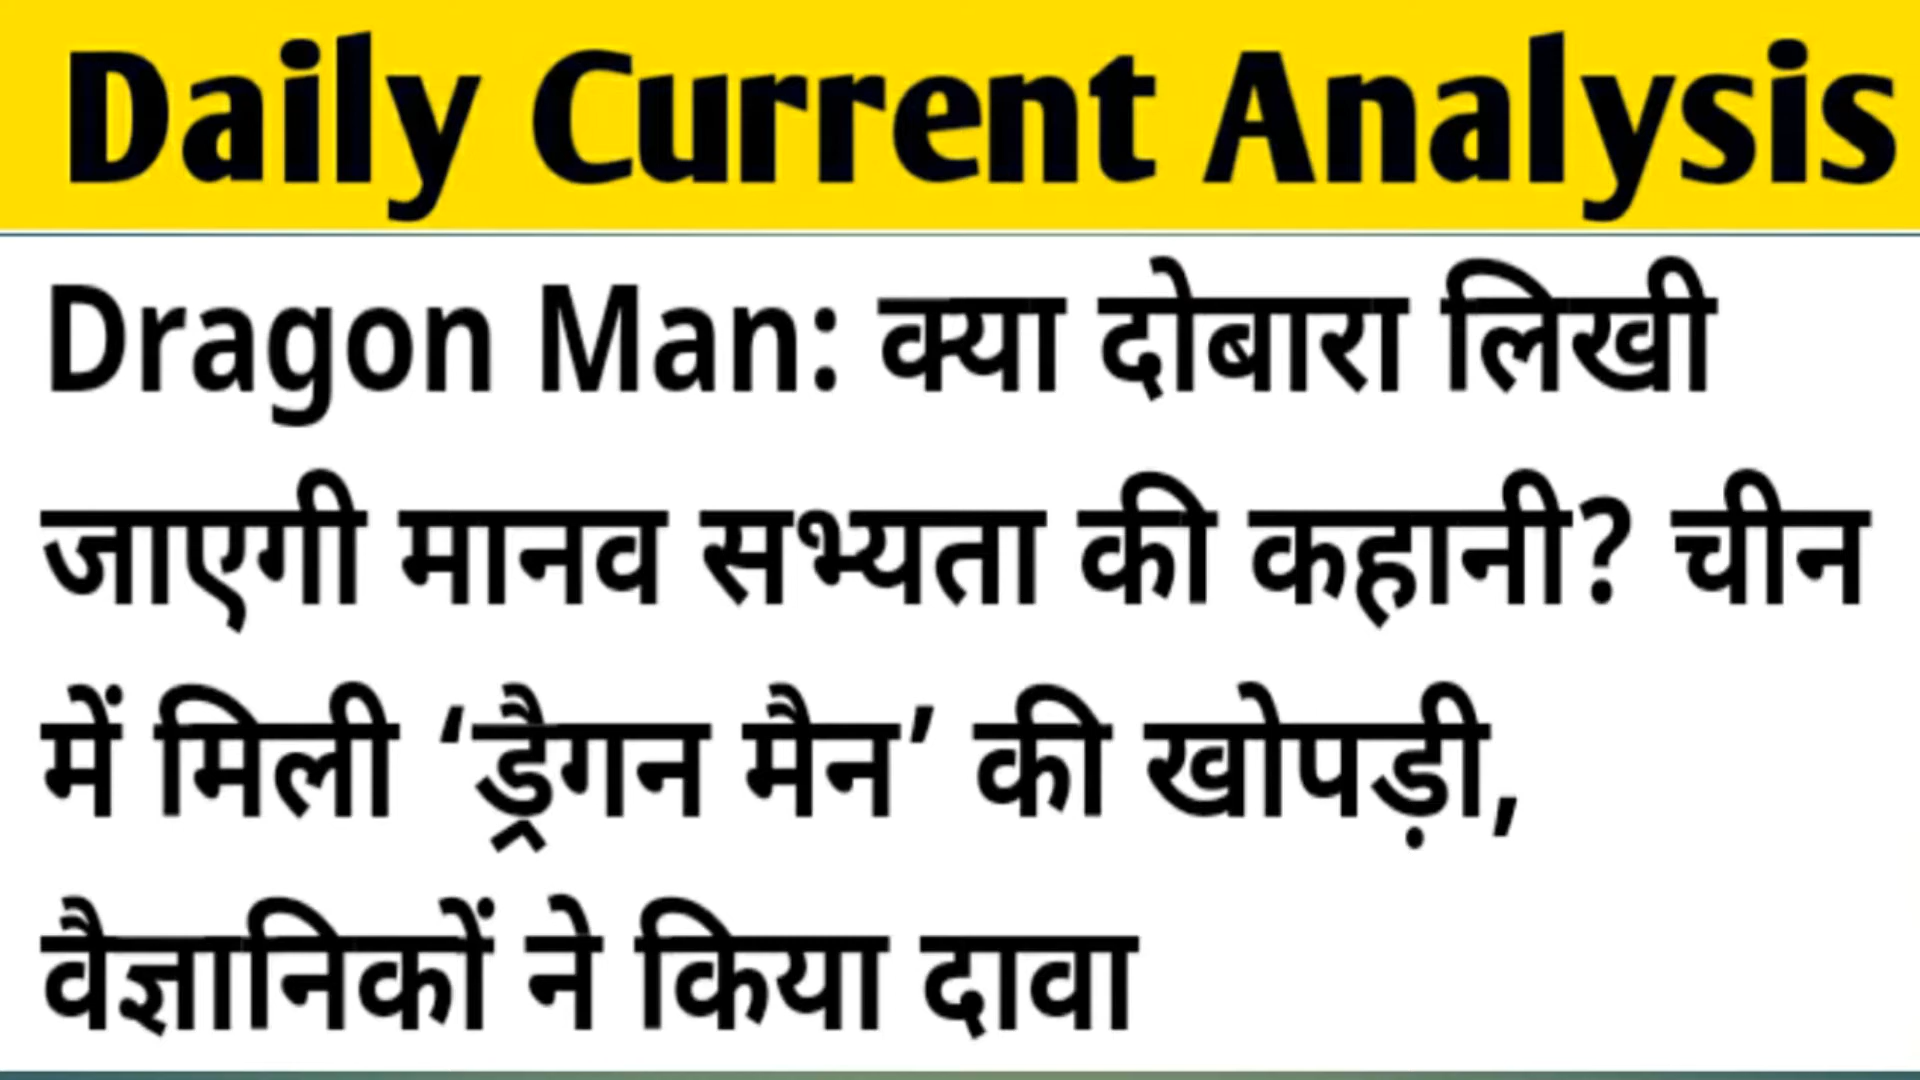 Daily Current Analysis
Dragon Man: क्या दोबारा लिखी
जाएगी मानव सभ्यता की कहानी? चीन
में मिली ‘ड्रैगन मैन’ की खोपड़ी,
वैज्ञानिकों ने किया दावा